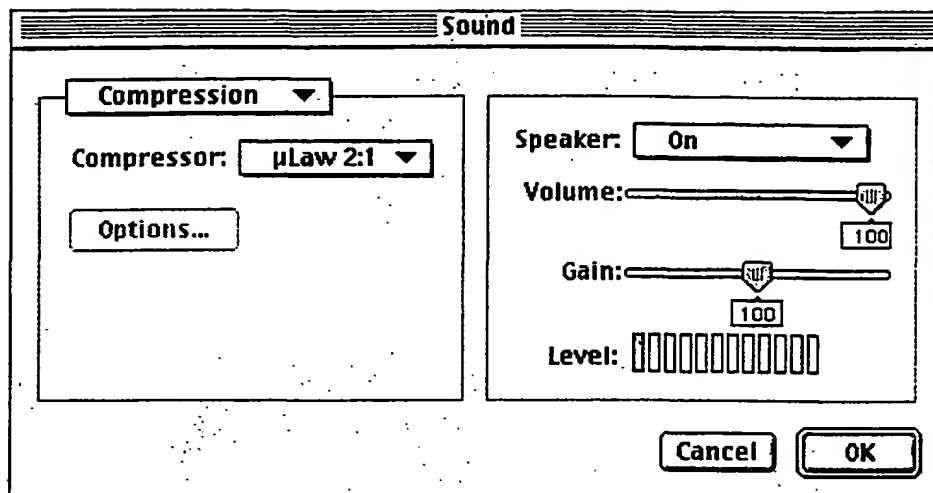 Sound
Compression
Compressor: µLaw 2:1
Options...
Speaker: On
Volume:
100
Gain:
100
Level:
Cancel OK